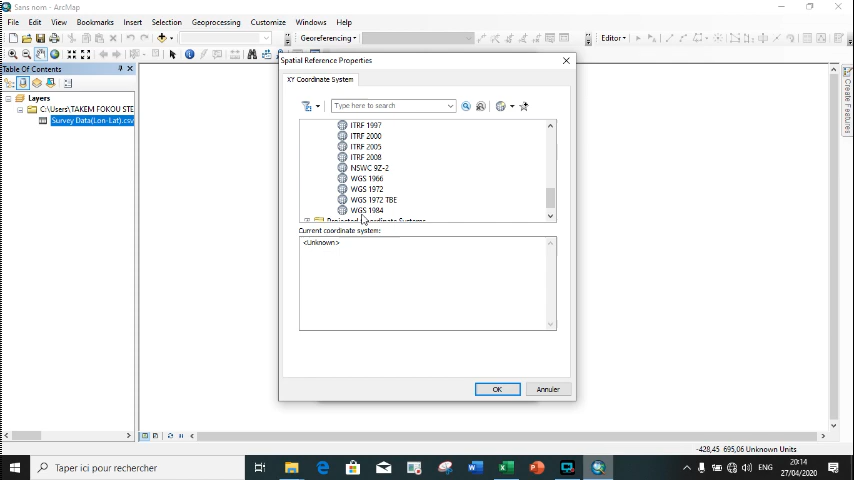 Sans nom - ArcMap
File Edit View Bookmarks Insert Selection Geoprocessing Customize Windows Help
Georeferencing
Editor
Table Of Contents
Layers
C:\Users\TAKEM FOKOU STE
Survey Data(Lon-Lat).csv
Spatial Reference Properties
XY Coordinate System
Type here to search
ITRF 1997
ITRF 2000
ITRF 2005
ITRF 2008
NSWC 9Z-2
WGS 1966
WGS 1972
WGS 1972 TBE
WGS 1984
Projected Coordinate Systems
Current coordinate system:
<Unknown>
OK Annuler
Create Features
-428,45 695,06 Unknown Units
Taper ici pour rechercher
ENG
20:14
27/04/2020